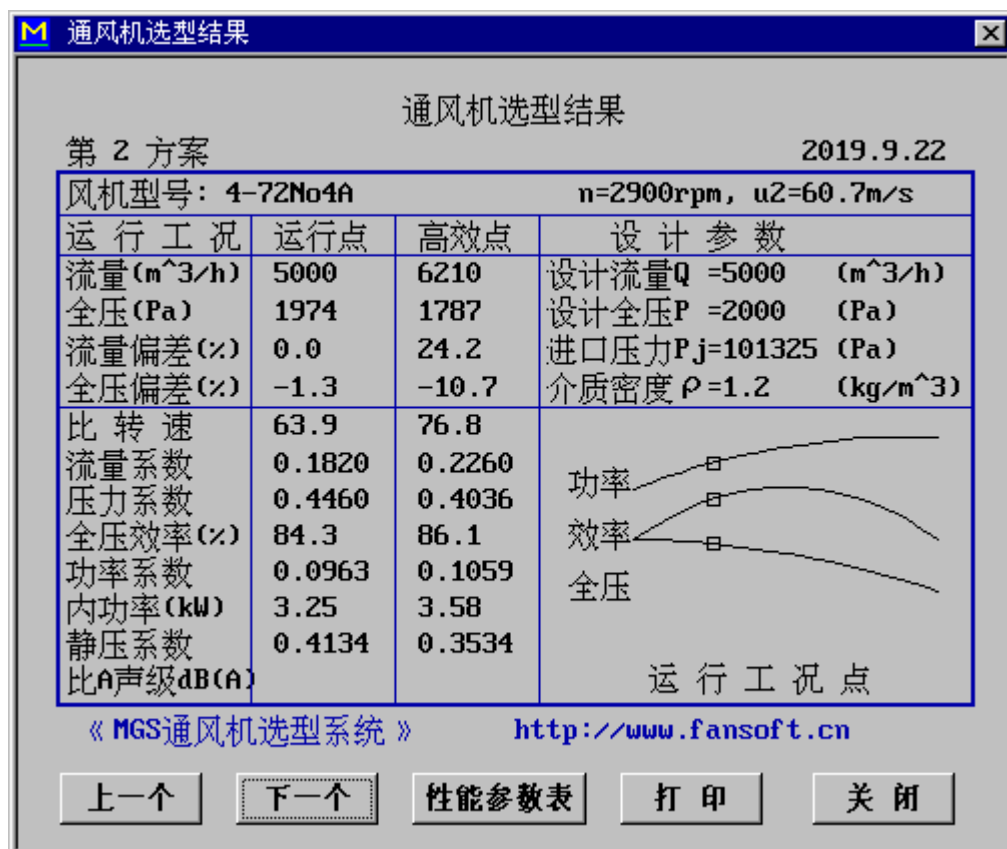 M 通风机选型结果
通风机选型结果
第 2 方案 2019.9.22
风机型号: 4-72No4A n=2900rpm, u2=60.7m/s
运 行 工 况 运行点 高效点 设 计 参 数
流量(m^3/h) 5000 6210 设计流量Q =5000 (m^3/h)
全压(Pa) 1974 1787 设计全压P =2000 (Pa)
流量偏差(%) 0.0 24.2 进口压力Pj=101325 (Pa)
全压偏差(%) -1.3 -10.7 介质密度ρ=1.2 (kg/m^3)
比 转 速 63.9 76.8
流量系数 0.1820 0.2260
压力系数 0.4460 0.4036
全压效率(%) 84.3 86.1
功率系数 0.0963 0.1059
内功率(kW) 3.25 3.58
静压系数 0.4134 0.3534
比A声级dB(A)
功率
效率
全压
运 行 工 况 点
《 MGS通风机选型系统 》 http://www.fansoft.cn
上一个 下一个 性能参数表 打 印 关 闭